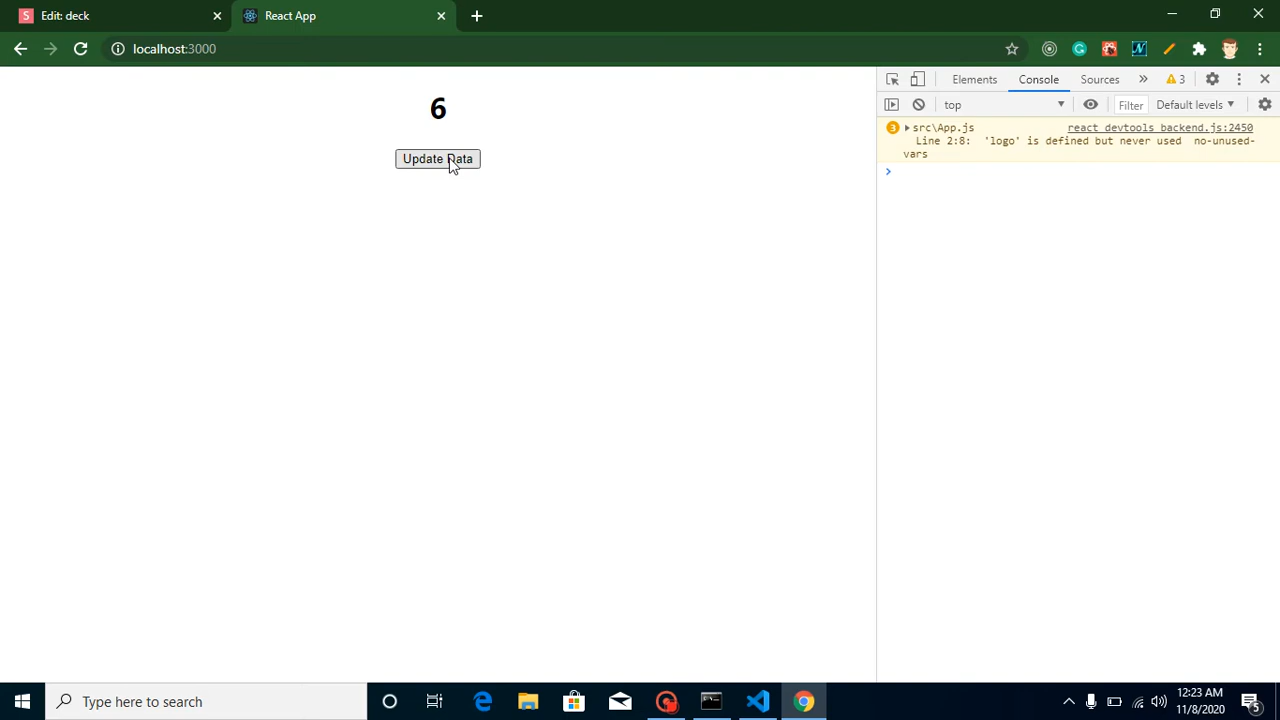 Edit: deck
React App
localhost:3000
Elements
Console
Sources
3
top
Filter
Default levels
3
src\App.js
react devtools backend.js:2450
Line 2:8: 'logo' is defined but never used no-unused-
vars
6
Update Data
Type here to search
12:23 AM
11/8/2020
5